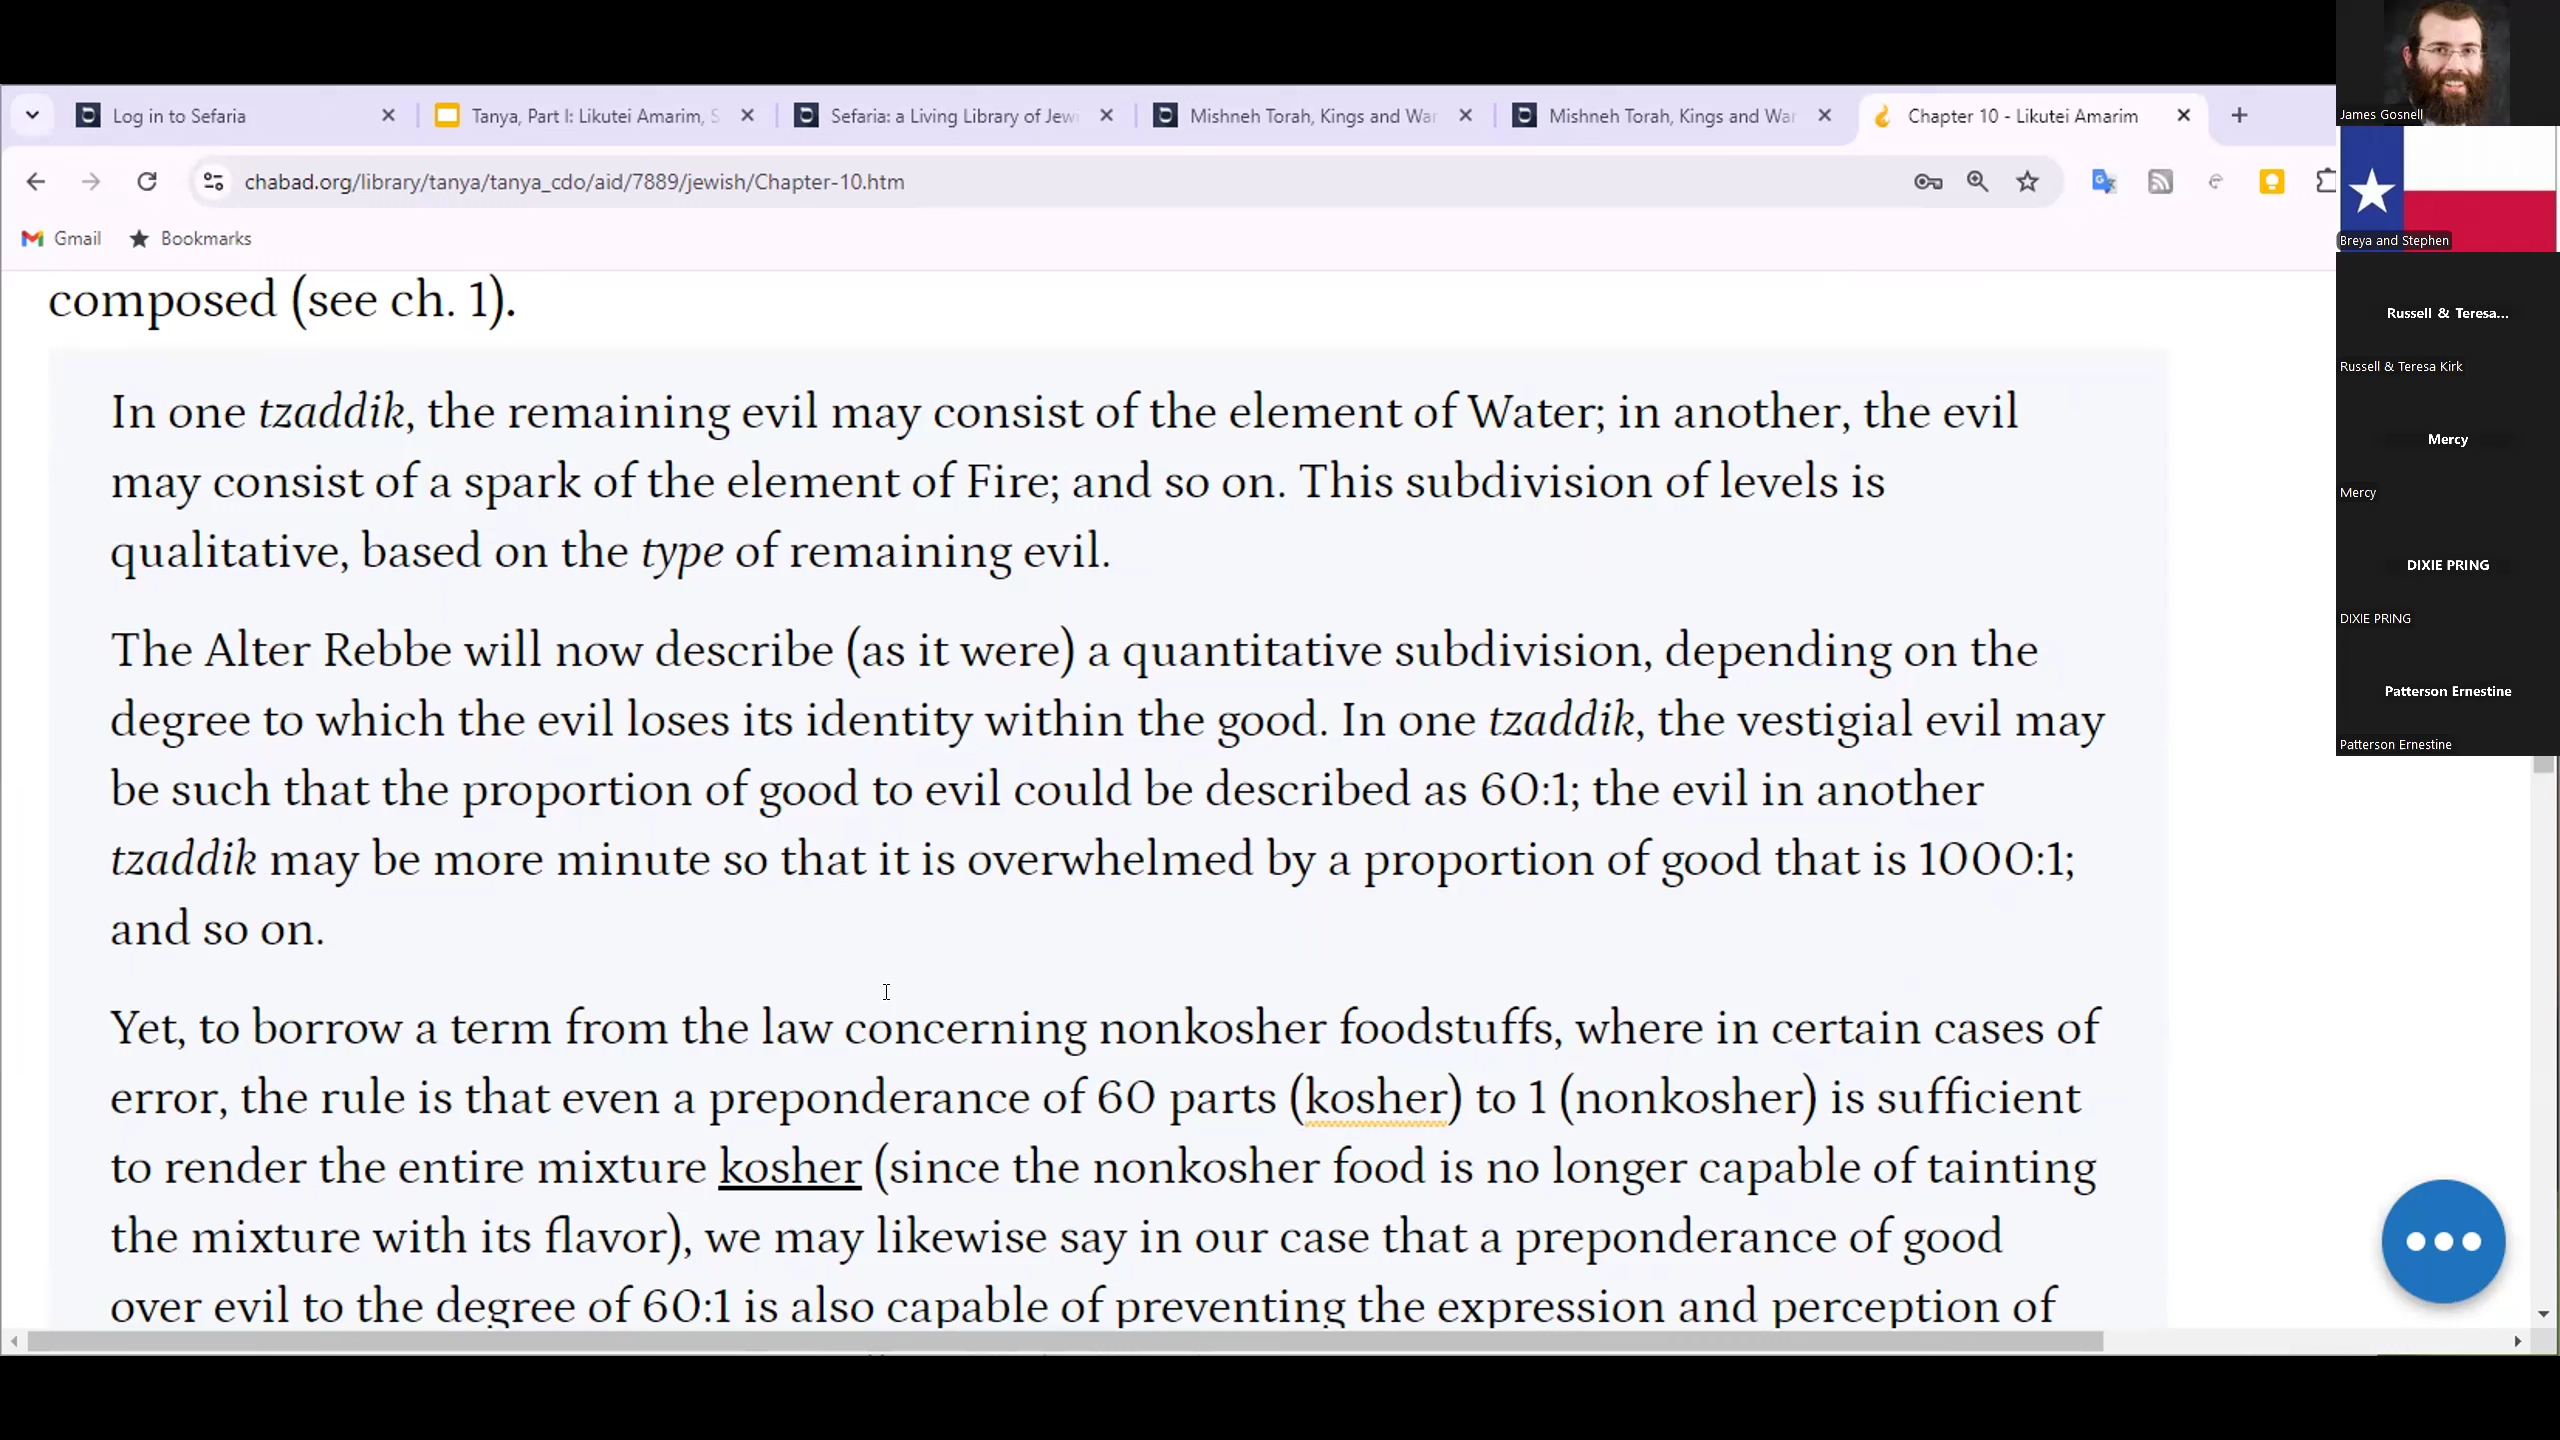 Log in to Sefaria
Tanya, Part I: Likutei Amarim, S
Sefaria: a Living Library of Jew
Mishneh Torah, Kings and War
Mishneh Torah, Kings and War
Chapter 10 - Likutei Amarim
chabad.org/library/tanya/tanya_cdo/aid/7889/jewish/Chapter-10.htm
Gmail
Bookmarks
composed (see ch. 1).
In one tzaddik, the remaining evil may consist of the element of Water; in another, the evil
may consist of a spark of the element of Fire; and so on. This subdivision of levels is
qualitative, based on the type of remaining evil.
The Alter Rebbe will now describe (as it were) a quantitative subdivision, depending on the
degree to which the evil loses its identity within the good. In one tzaddik, the vestigial evil may
be such that the proportion of good to evil could be described as 60:1; the evil in another
tzaddik may be more minute so that it is overwhelmed by a proportion of good that is 1000:1;
and so on.
Yet, to borrow a term from the law concerning nonkosher foodstuffs, where in certain cases of
error, the rule is that even a preponderance of 60 parts (kosher) to 1 (nonkosher) is sufficient
to render the entire mixture kosher (since the nonkosher food is no longer capable of tainting
the mixture with its flavor), we may likewise say in our case that a preponderance of good
over evil to the degree of 60:1 is also capable of preventing the expression and perception of
James Gosnell
Breya and Stephen
Russell & Teresa...
Russell & Teresa Kirk
Mercy
Mercy
DIXIE PRING
DIXIE PRING
Patterson Ernestine
Patterson Ernestine